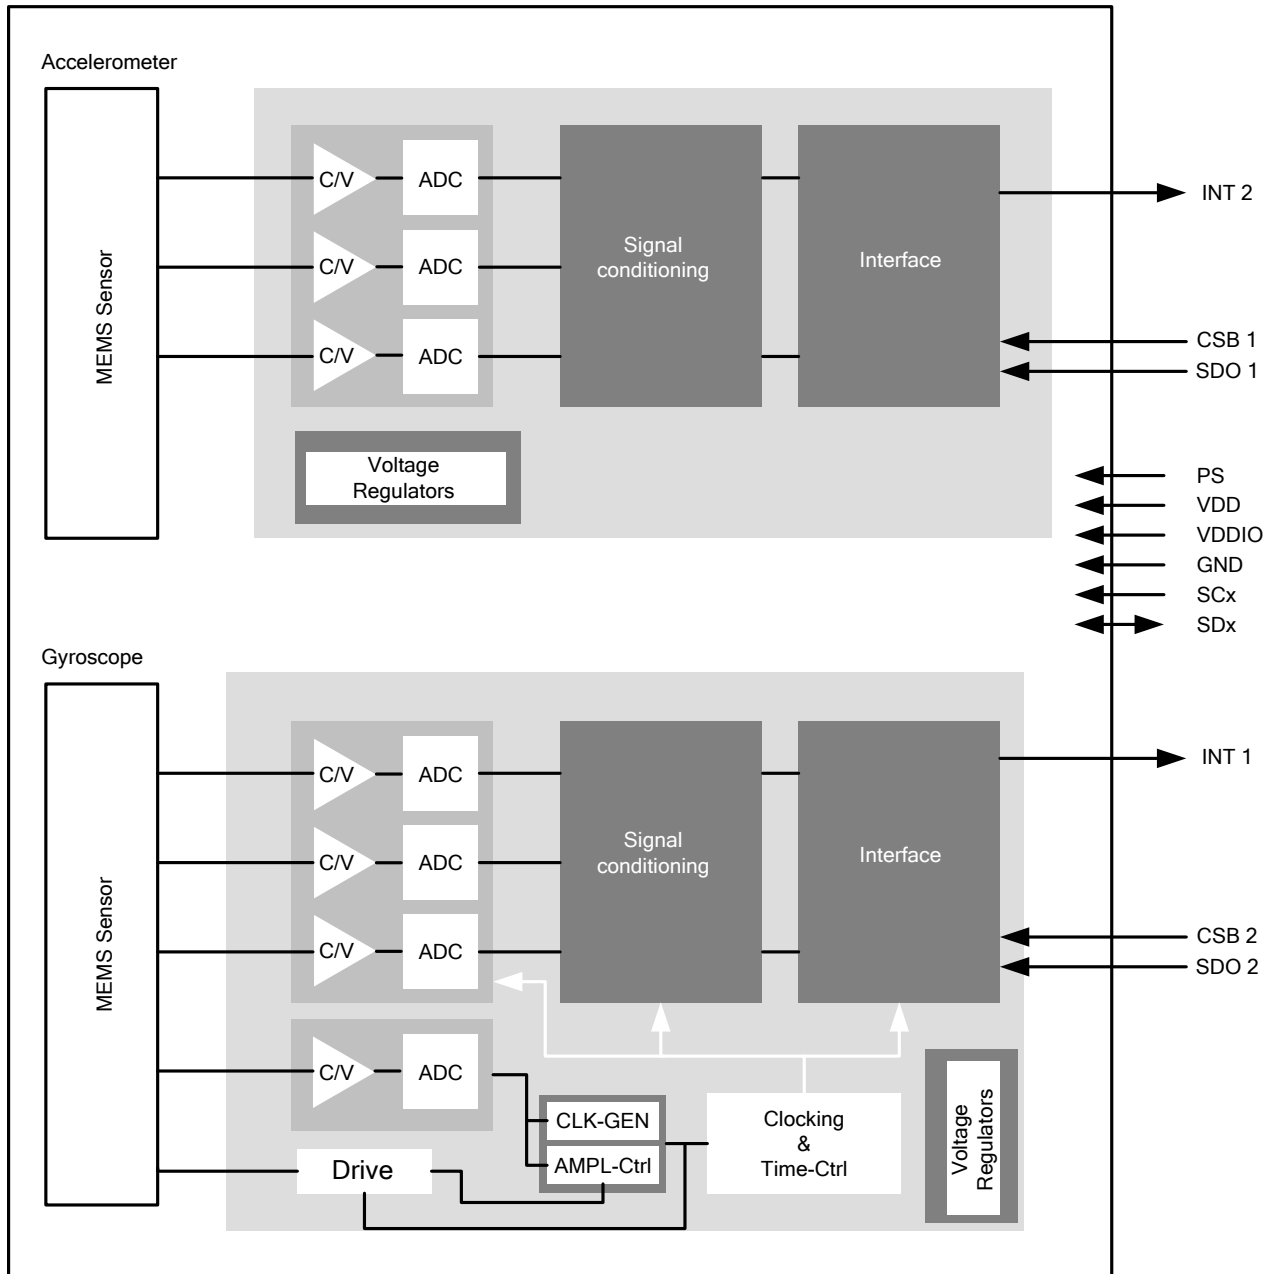 Accelerometer
MEMS Sensor
C/V
ADC
C/V
ADC
C/V
ADC
Signal
conditioning
Interface
Voltage
Regulators
INT 2
CSB 1
SDO 1
PS
VDD
VDDIO
GND
SCx
SDx
Gyroscope
MEMS Sensor
C/V
ADC
C/V
ADC
C/V
ADC
C/V
ADC
Signal
conditioning
Interface
INT 1
CSB 2
SDO 2
CLK-GEN
AMPL-Ctrl
Drive
Clocking
&
Time-Ctrl
Voltage
Regulators